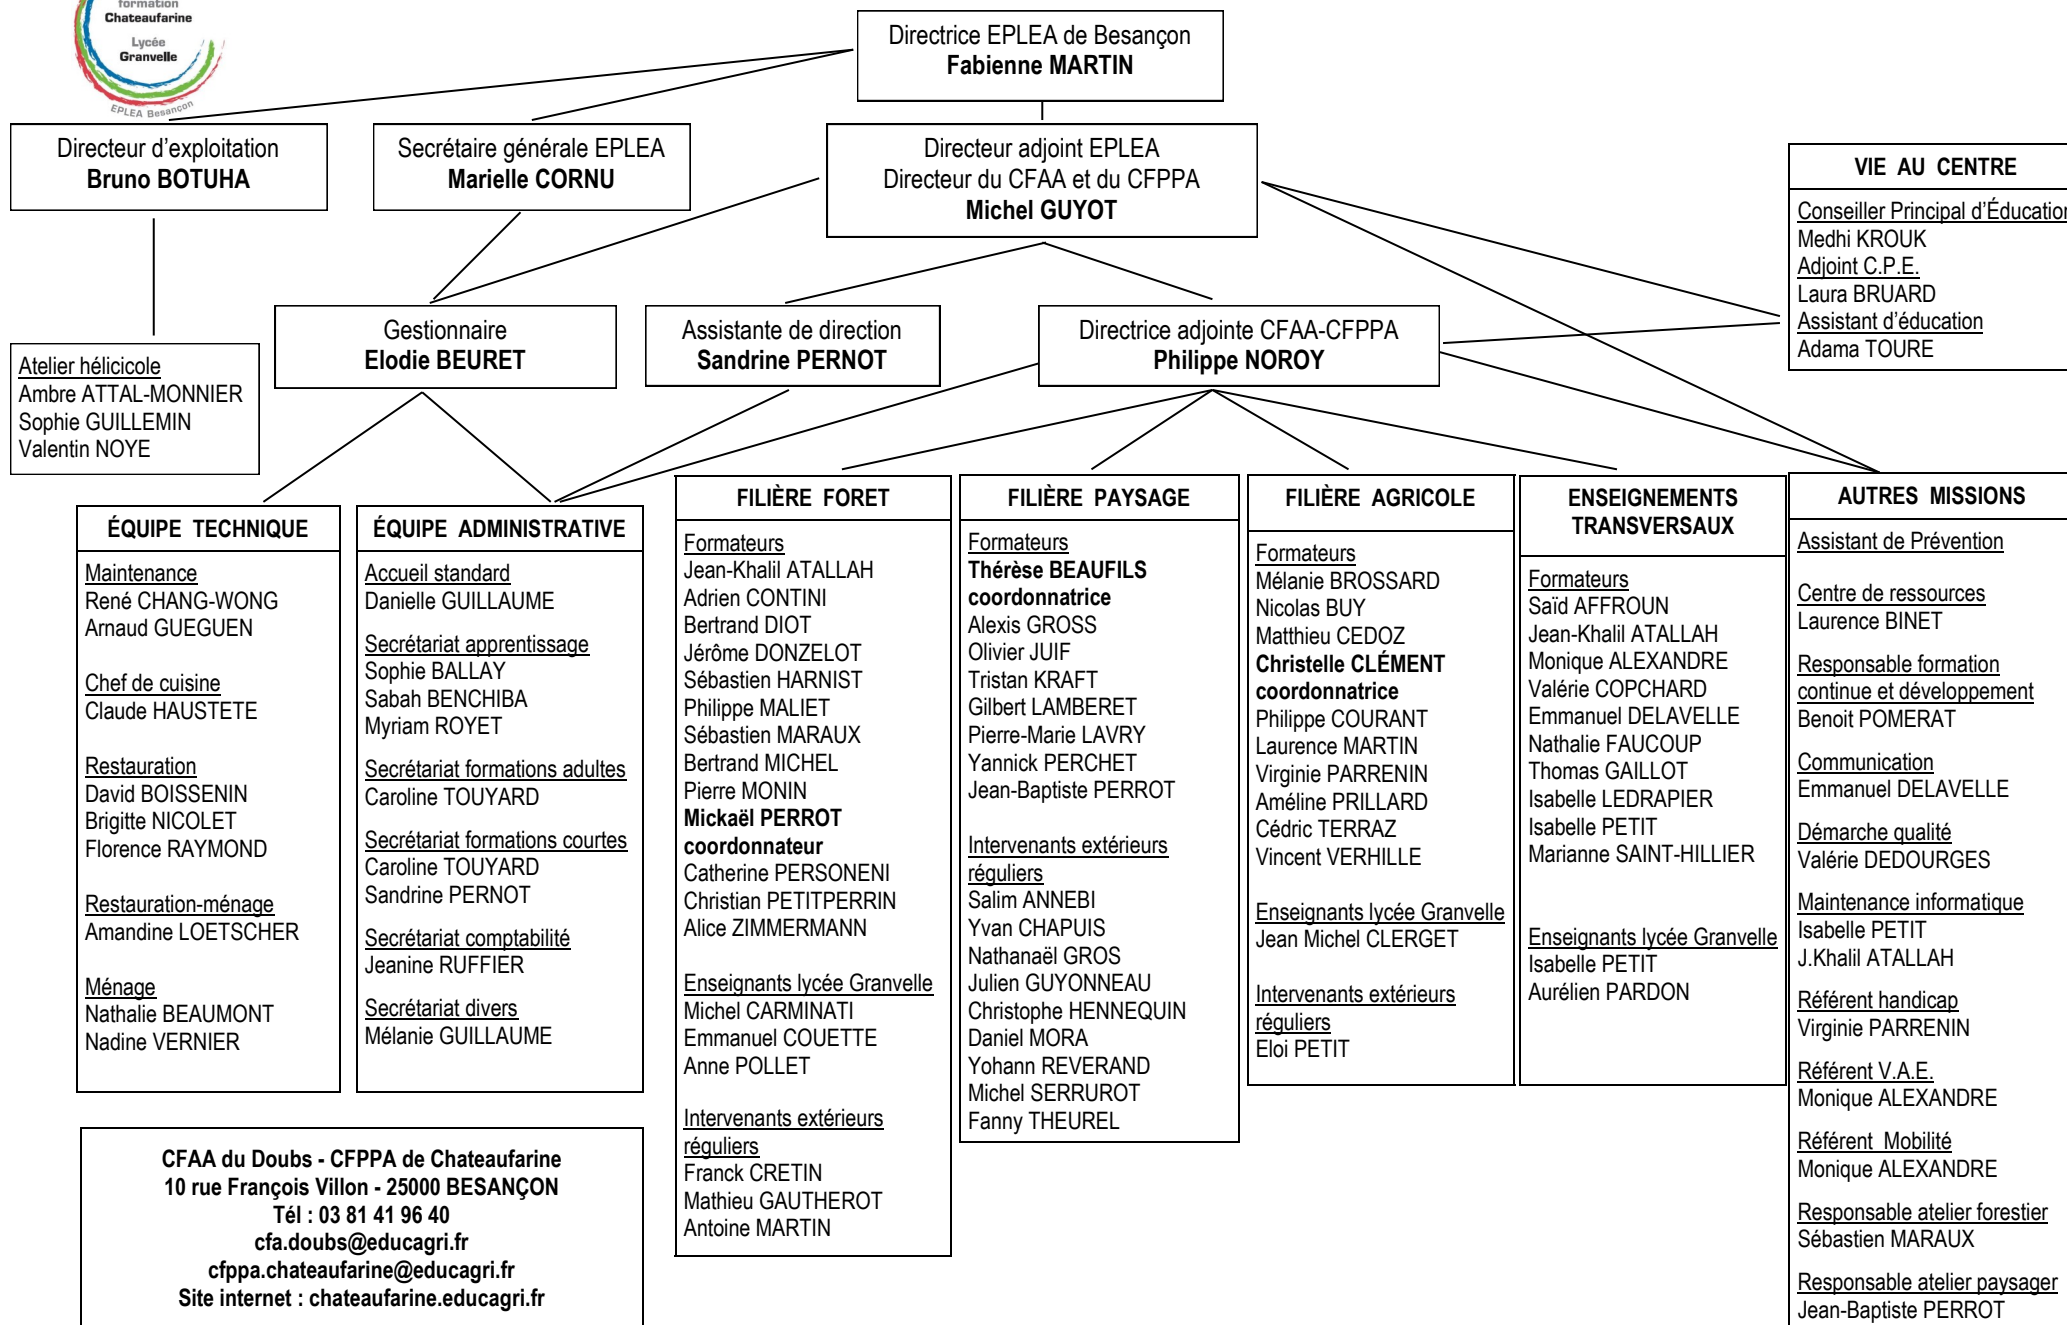 formation
Chateaufarine
Lycée
Granvelle
EPLEA Besançon
Directrice EPLEA de Besançon
Fabienne MARTIN
Directeur d’exploitation
Bruno BOTUHA
Secrétaire générale EPLEA
Marielle CORNU
Directeur adjoint EPLEA
Directeur du CFAA et du CFPPA
Michel GUYOT
VIE AU CENTRE
Conseiller Principal d’Éducation
Medhi KROUK
Adjoint C.P.E.
Laura BRUARD
Assistant d’éducation
Adama TOURE
Gestionnaire
Elodie BEURET
Assistante de direction
Sandrine PERNOT
Directrice adjointe CFAA-CFPPA
Philippe NOROY
Atelier hélicicole
Ambre ATTAL-MONNIER
Sophie GUILLEMIN
Valentin NOYE
ÉQUIPE TECHNIQUE
Maintenance
René CHANG-WONG
Arnaud GUEGUEN
Chef de cuisine
Claude HAUSTETE
Restauration
David BOISSENIN
Brigitte NICOLET
Florence RAYMOND
Restauration-ménage
Amandine LOETSCHER
Ménage
Nathalie BEAUMONT
Nadine VERNIER
ÉQUIPE ADMINISTRATIVE
Accueil standard
Danielle GUILLAUME
Secrétariat apprentissage
Sophie BALLAY
Sabah BENCHIBA
Myriam ROYET
Secrétariat formations adultes
Caroline TOUYARD
Secrétariat formations courtes
Caroline TOUYARD
Sandrine PERNOT
Secrétariat comptabilité
Jeanine RUFFIER
Secrétariat divers
Mélanie GUILLAUME
FILIÈRE FORET
Formateurs
Jean-Khalil ATALLAH
Adrien CONTINI
Bertrand DIOT
Jérôme DONZELOT
Sébastien HARNIST
Philippe MALIET
Sébastien MARAUX
Bertrand MICHEL
Pierre MONIN
Mickaël PERROT
coordonnateur
Catherine PERSONENI
Christian PETITPERRIN
Alice ZIMMERMANN
Enseignants lycée Granvelle
Michel CARMINATI
Emmanuel COUETTE
Anne POLLET
Intervenants extérieurs
réguliers
Franck CRETIN
Mathieu GAUTHEROT
Antoine MARTIN
FILIÈRE PAYSAGE
Formateurs
Thérèse BEAUFILS
coordonnatrice
Alexis GROSS
Olivier JUIF
Tristan KRAFT
Gilbert LAMBERET
Pierre-Marie LAVRY
Yannick PERCHET
Jean-Baptiste PERROT
Intervenants extérieurs
réguliers
Salim ANNEBI
Yvan CHAPUIS
Nathanaël GROS
Julien GUYONNEAU
Christophe HENNEQUIN
Daniel MORA
Yohann REVERAND
Michel SERRUROT
Fanny THEUREL
FILIÈRE AGRICOLE
Formateurs
Mélanie BROSSARD
Nicolas BUY
Matthieu CEDOZ
Christelle CLÉMENT
coordonnatrice
Philippe COURANT
Laurence MARTIN
Virginie PARRENIN
Améline PRILLARD
Cédric TERRAZ
Vincent VERHILLE
Enseignants lycée Granvelle
Jean Michel CLERGET
Intervenants extérieurs
réguliers
Eloi PETIT
ENSEIGNEMENTS
TRANSVERSAUX
Formateurs
Saïd AFFROUN
Jean-Khalil ATALLAH
Monique ALEXANDRE
Valérie COPCHARD
Emmanuel DELAVELLE
Nathalie FAUCOUP
Thomas GAILLOT
Isabelle LEDRAPIER
Isabelle PETIT
Marianne SAINT-HILLIER
Enseignants lycée Granvelle
Isabelle PETIT
Aurélien PARDON
AUTRES MISSIONS
Assistant de Prévention
Centre de ressources
Laurence BINET
Responsable formation
continue et développement
Benoit POMERAT
Communication
Emmanuel DELAVELLE
Démarche qualité
Valérie DEDOURGES
Maintenance informatique
Isabelle PETIT
J.Khalil ATALLAH
Référent handicap
Virginie PARRENIN
Référent V.A.E.
Monique ALEXANDRE
Référent Mobilité
Monique ALEXANDRE
Responsable atelier forestier
Sébastien MARAUX
Responsable atelier paysager
Jean-Baptiste PERROT
CFAA du Doubs - CFPPA de Chateaufarine
10 rue François Villon - 25000 BESANÇON
Tél : 03 81 41 96 40
cfa.doubs@educagri.fr
cfppa.chateaufarine@educagri.fr
Site internet : chateaufarine.educagri.fr